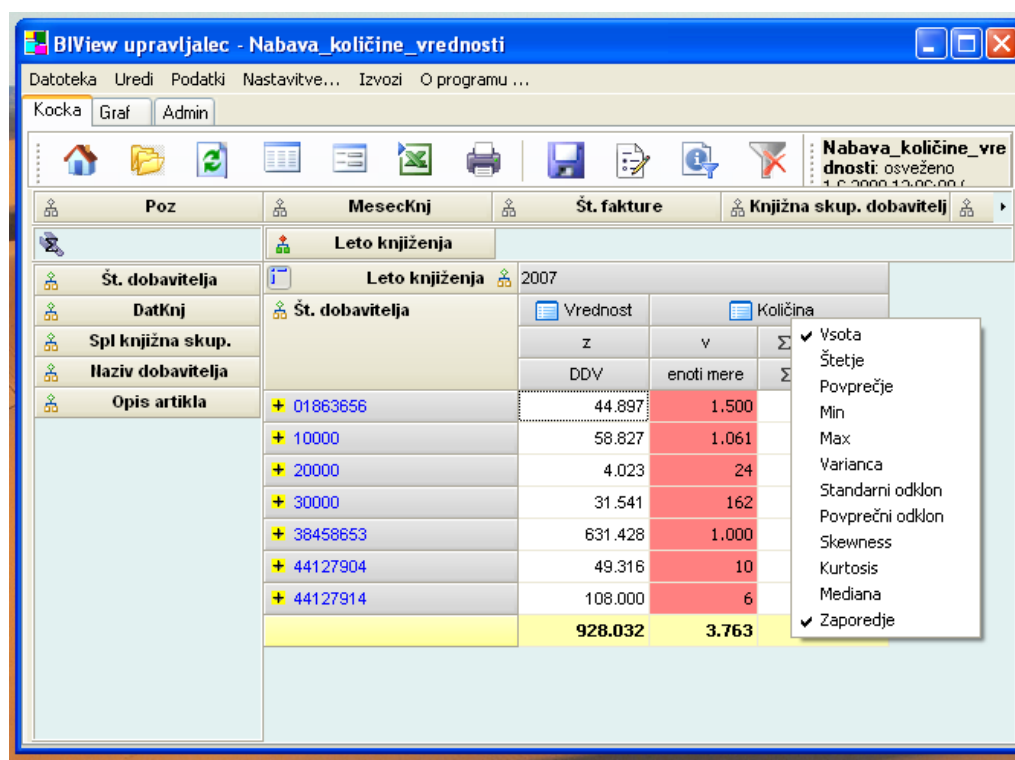 BIView upravljalec - Nabava_količine_vrednosti
Datoteka Uredi Podatki Nastavitve... Izvozi O programu ...
Kocka Graf Admin
Nabava_količine_vre
dnosti: osveženo
Poz MesecKnj Št. fakture Knjižna skup. dobavitelj
Leto knjiženja
Št. dobavitelja Leto knjiženja 2007
DatKnj Št. dobavitelja Vrednost Količina
Spl knjižna skup. z v Σ
Naziv dobavitelja DDV enoti mere Σ
Opis artikla 01863656 44.897 1.500
10000 58.827 1.061
20000 4.023 24
30000 31.541 162
38458653 631.428 1.000
44127904 49.316 10
44127914 108.000 6
928.032 3.763
Vsota
Štetje
Povprečje
Min
Max
Varianca
Standarni odklon
Povprečni odklon
Skewness
Kurtosis
Mediana
Zaporedje